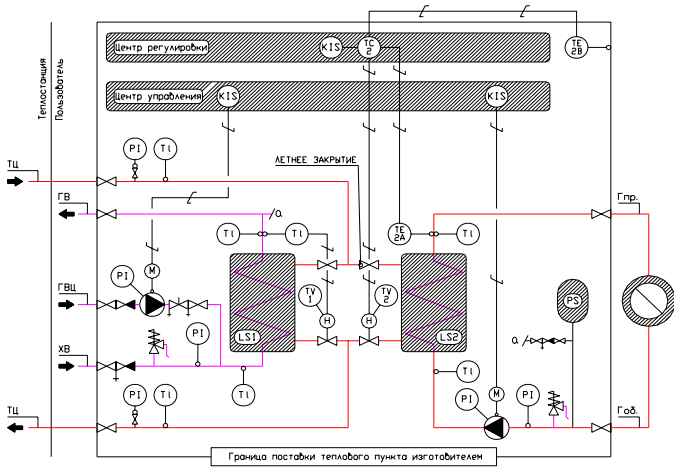 Центр регулировки
KIS
TC 2
TE 2B
Центр управления
KIS
KIS
Теплостанция
Пользователь
PI
Ti
ЛЕТНЕЕ ЗАКРЫТИЕ
ТЦ
ГВ
a
Гпр.
Ti
Ti
TE 2A
Ti
PI
M
ГВЦ
TV 1
TV 2
PS
H
H
LS1
LS2
PI
a
ХВ
Ti
Ti
PI
Ti
M
PI
PI
ТЦ
Гоб.
Граница поставки теплового пункта изготовителем